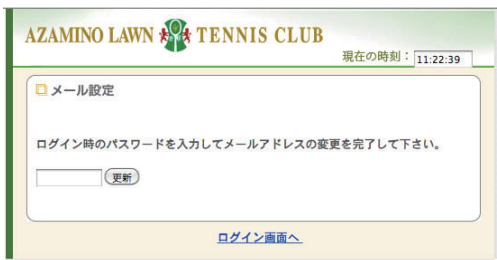 AZAMINO LAWN TENNIS CLUB
現在の時刻： 11:22:39
メール設定
ログイン時のパスワードを入力してメールアドレスの変更を完了して下さい。
更新
ログイン画面へ